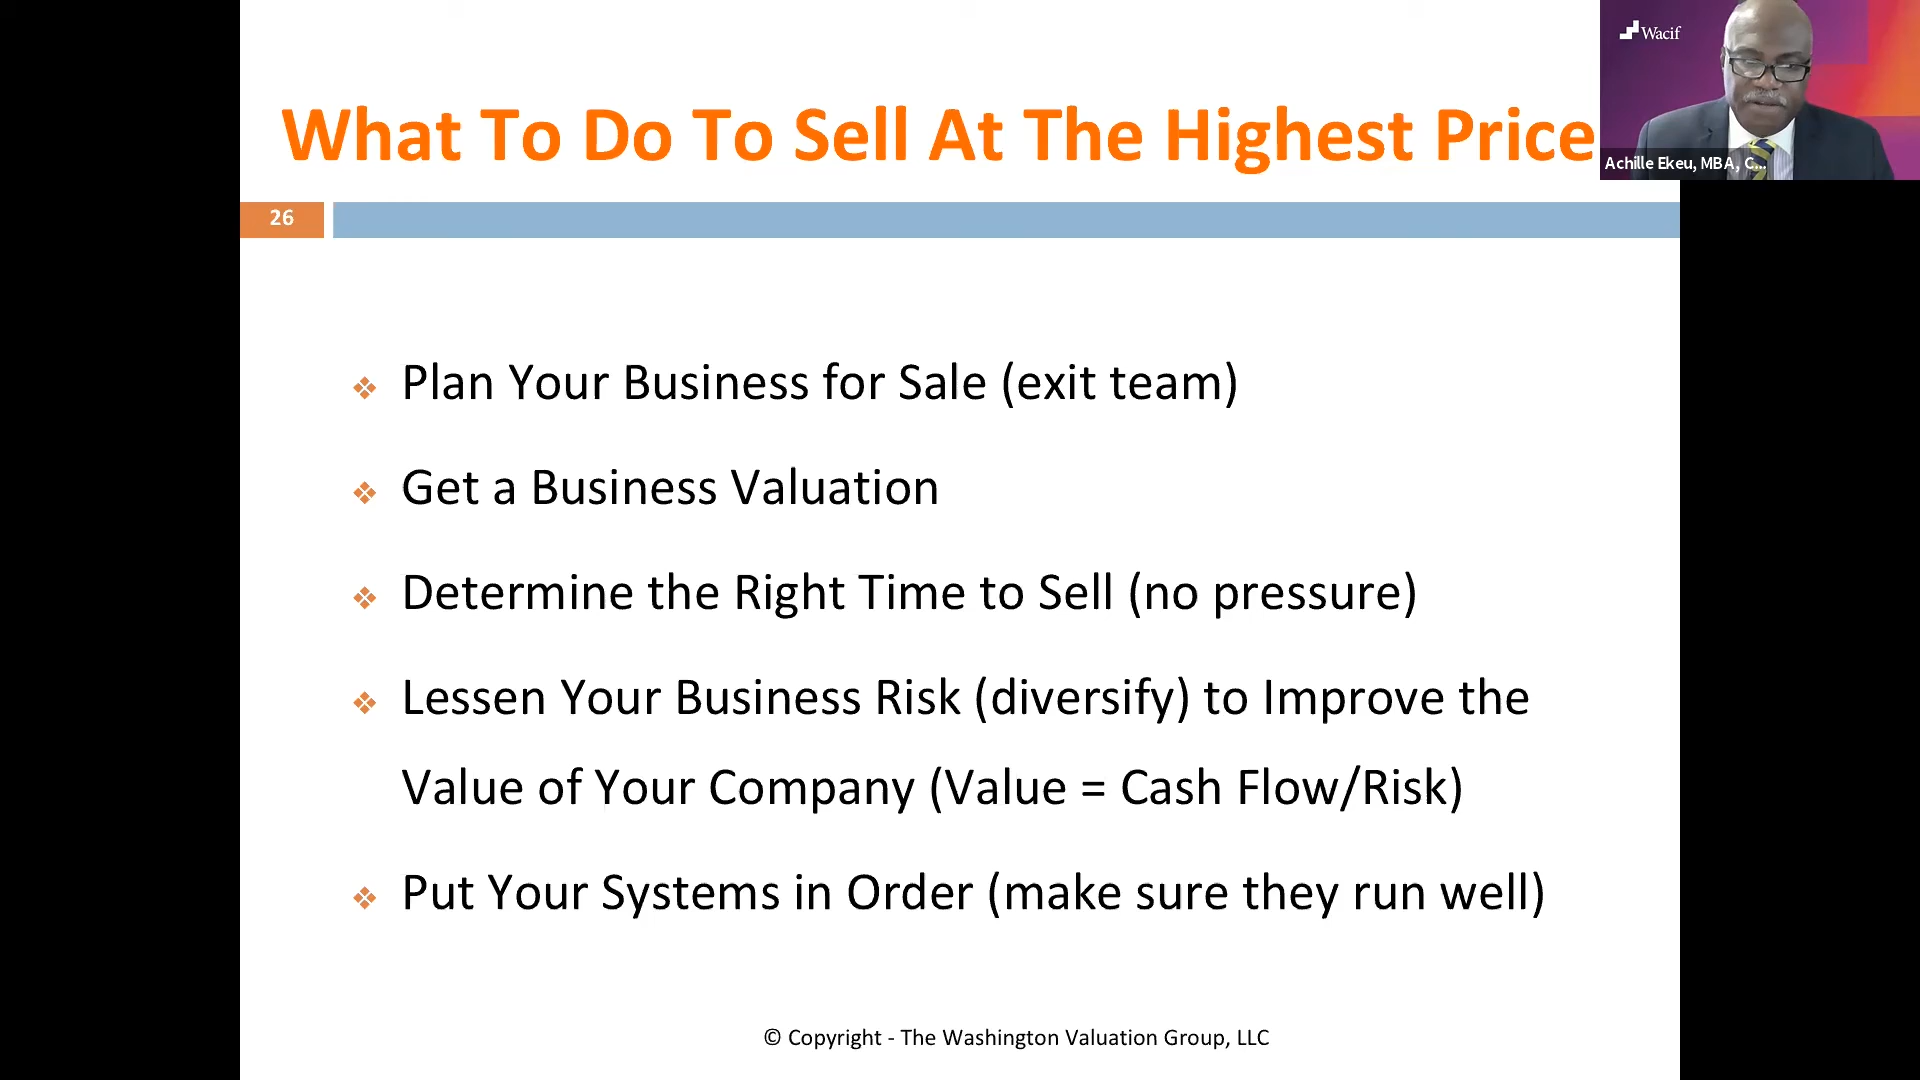 What To Do To Sell At The Highest Price
Wacif
Achille Ekeu, MBA, C...
26
❖ Plan Your Business for Sale (exit team)
❖ Get a Business Valuation
❖ Determine the Right Time to Sell (no pressure)
❖ Lessen Your Business Risk (diversify) to Improve the
Value of Your Company (Value = Cash Flow/Risk)
❖ Put Your Systems in Order (make sure they run well)
© Copyright - The Washington Valuation Group, LLC